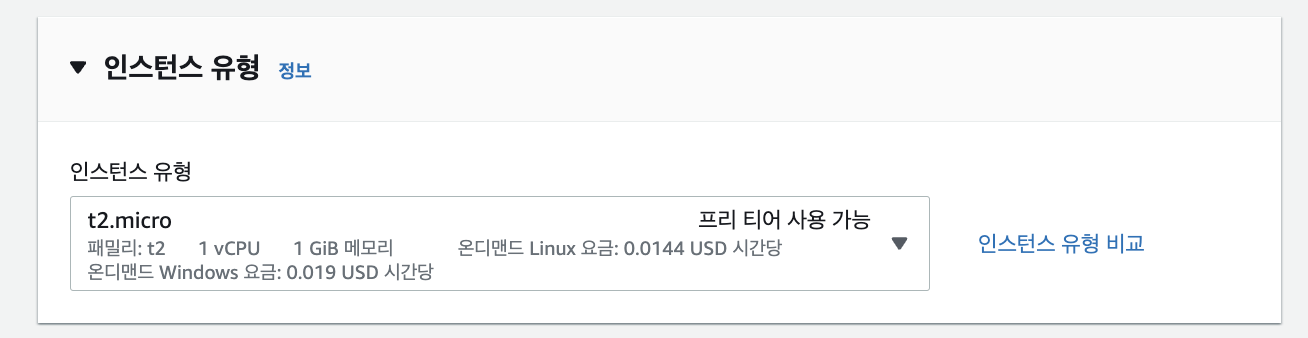 인스턴스 유형 정보
인스턴스 유형
t2.micro 프리 티어 사용 가능
패밀리: t2 1 vCPU 1 GiB 메모리 온디맨드 Linux 요금: 0.0144 USD 시간당
온디맨드 Windows 요금: 0.019 USD 시간당
인스턴스 유형 비교